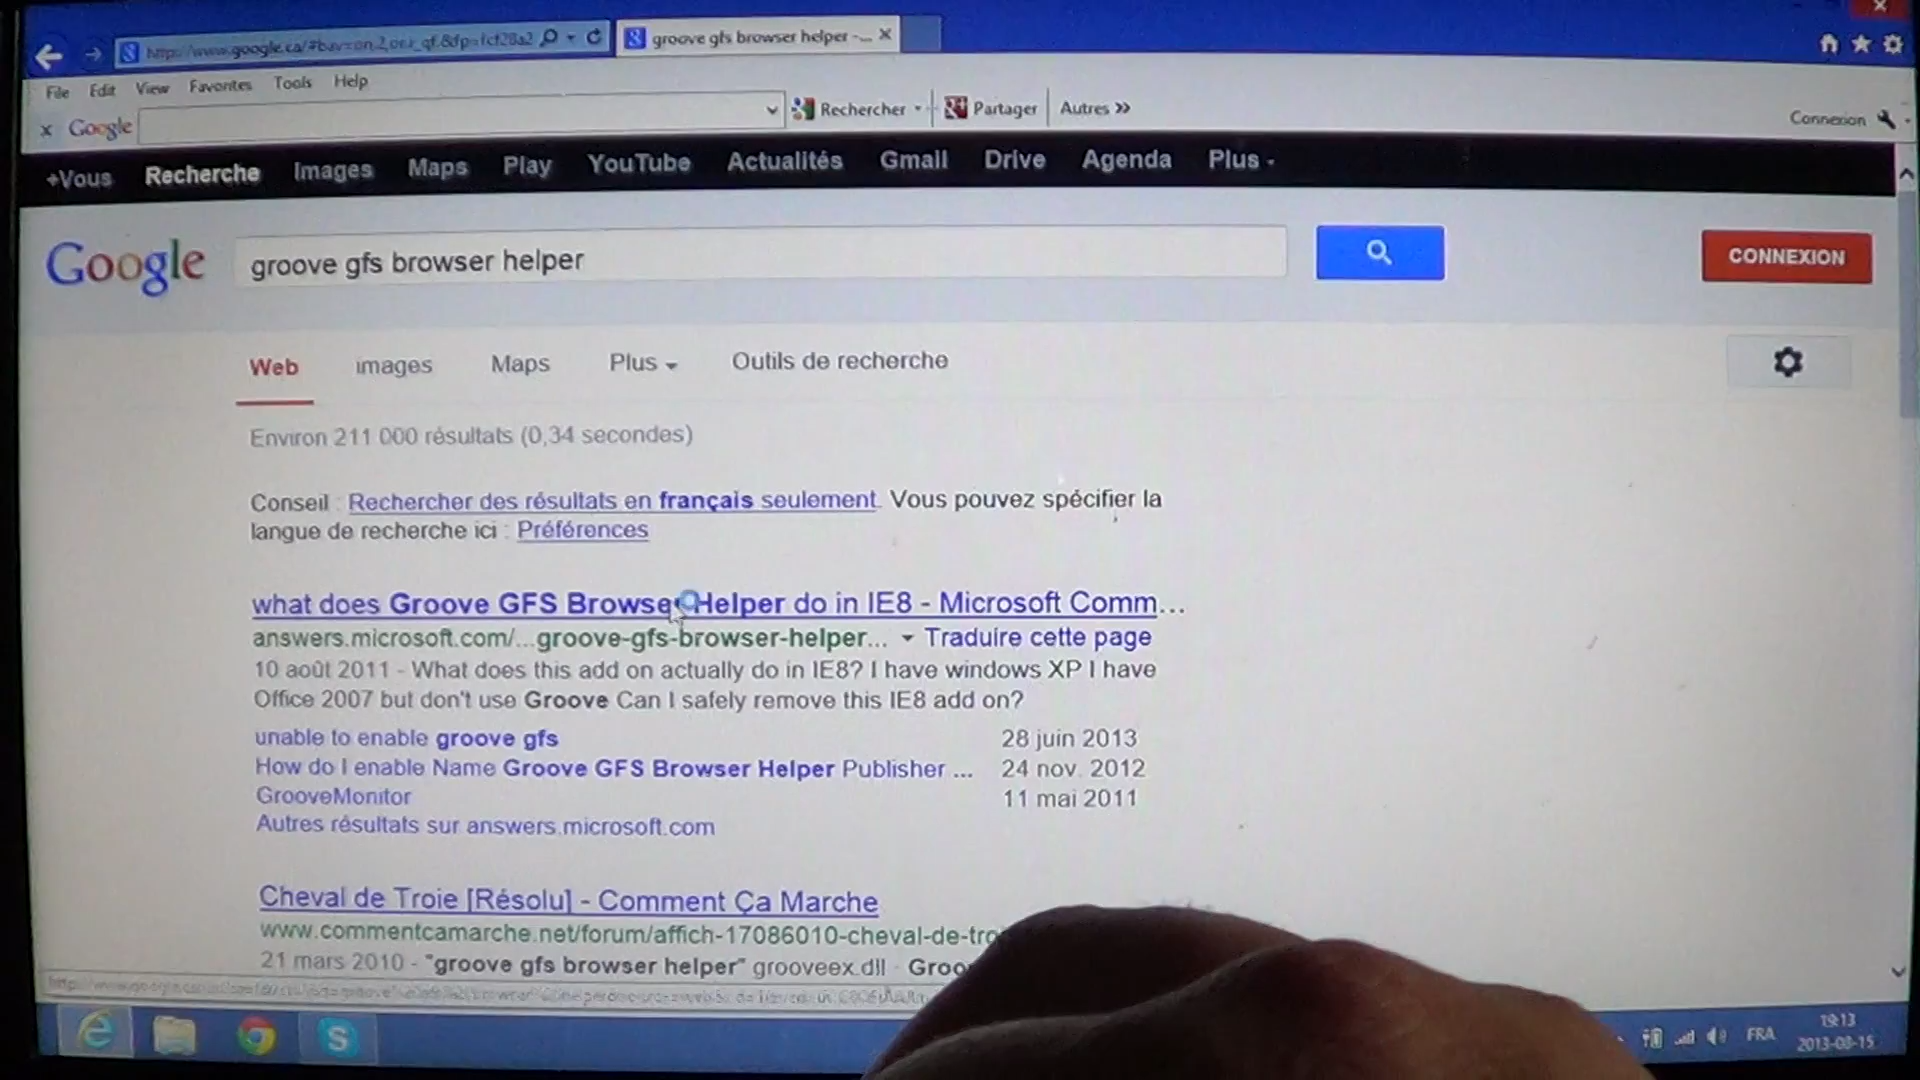 groove gfs browser helper -...
File Edit View Favorites Tools Help
x Google Rechercher Partager Autres » Connexion
+Vous Recherche Images Maps Play YouTube Actualités Gmail Drive Agenda Plus
Google groove gfs browser helper CONNEXION
Web images Maps Plus Outils de recherche
Environ 211 000 résultats (0,34 secondes)
Conseil : Rechercher des résultats en français seulement. Vous pouvez spécifier la
langue de recherche ici : Préférences
what does Groove GFS Browser Helper do in IE8 - Microsoft Comm...
answers.microsoft.com/...groove-gfs-browser-helper... Traduire cette page
10 août 2011 - What does this add on actually do in IE8? I have windows XP I have
Office 2007 but don't use Groove Can I safely remove this IE8 add on?
unable to enable groove gfs 28 juin 2013
How do I enable Name Groove GFS Browser Helper Publisher ... 24 nov. 2012
GrooveMonitor 11 mai 2011
Autres résultats sur answers.microsoft.com
Cheval de Troie [Résolu] - Comment Ça Marche
www.commentcamarche.net/forum/affich-17086010-cheval-de-tro
21 mars 2010 - "groove gfs browser helper" grooveex.dll · Groo
FRA 19:13
2013-08-15